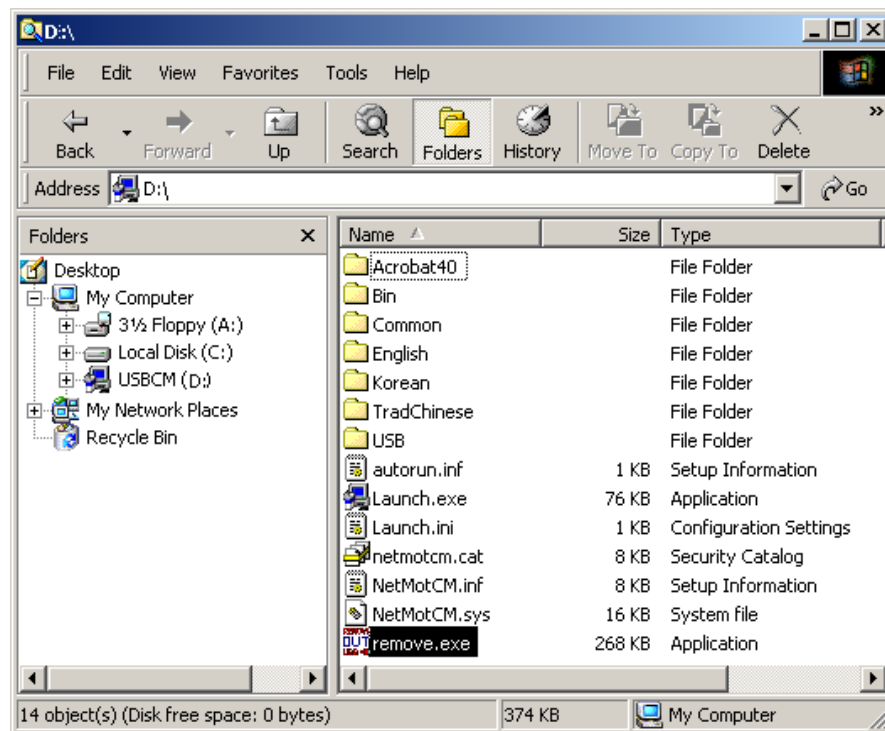 D:\
File Edit View Favorites Tools Help
Back Forward Up Search Folders History Move To Copy To Delete »
Address D:\ Go
Folders
Desktop
My Computer
3½ Floppy (A:)
Local Disk (C:)
USBCM (D:)
My Network Places
Recycle Bin
Name Size Type
Acrobat40 File Folder
Bin File Folder
Common File Folder
English File Folder
Korean File Folder
TradChinese File Folder
USB File Folder
autorun.inf 1 KB Setup Information
Launch.exe 76 KB Application
Launch.ini 1 KB Configuration Settings
netmotcm.cat 8 KB Security Catalog
NetMotCM.inf 8 KB Setup Information
NetMotCM.sys 16 KB System file
OUT remove.exe 268 KB Application
14 object(s) (Disk free space: 0 bytes) 374 KB My Computer